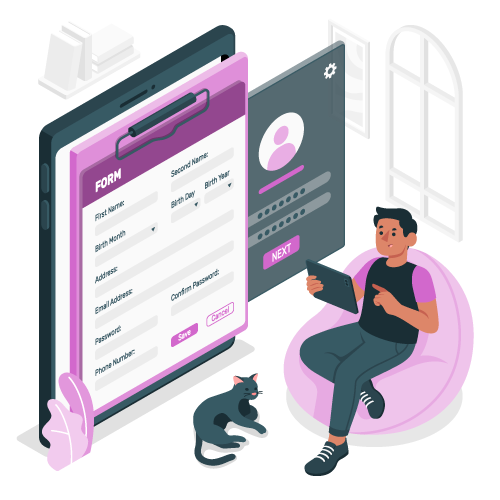 FORM
First Name:
Second Name:
Birth Month
Birth Day
Birth Year
Address:
Email Address:
Password:
Confirm Password:
Phone Number:
Save
Cancel
NEXT